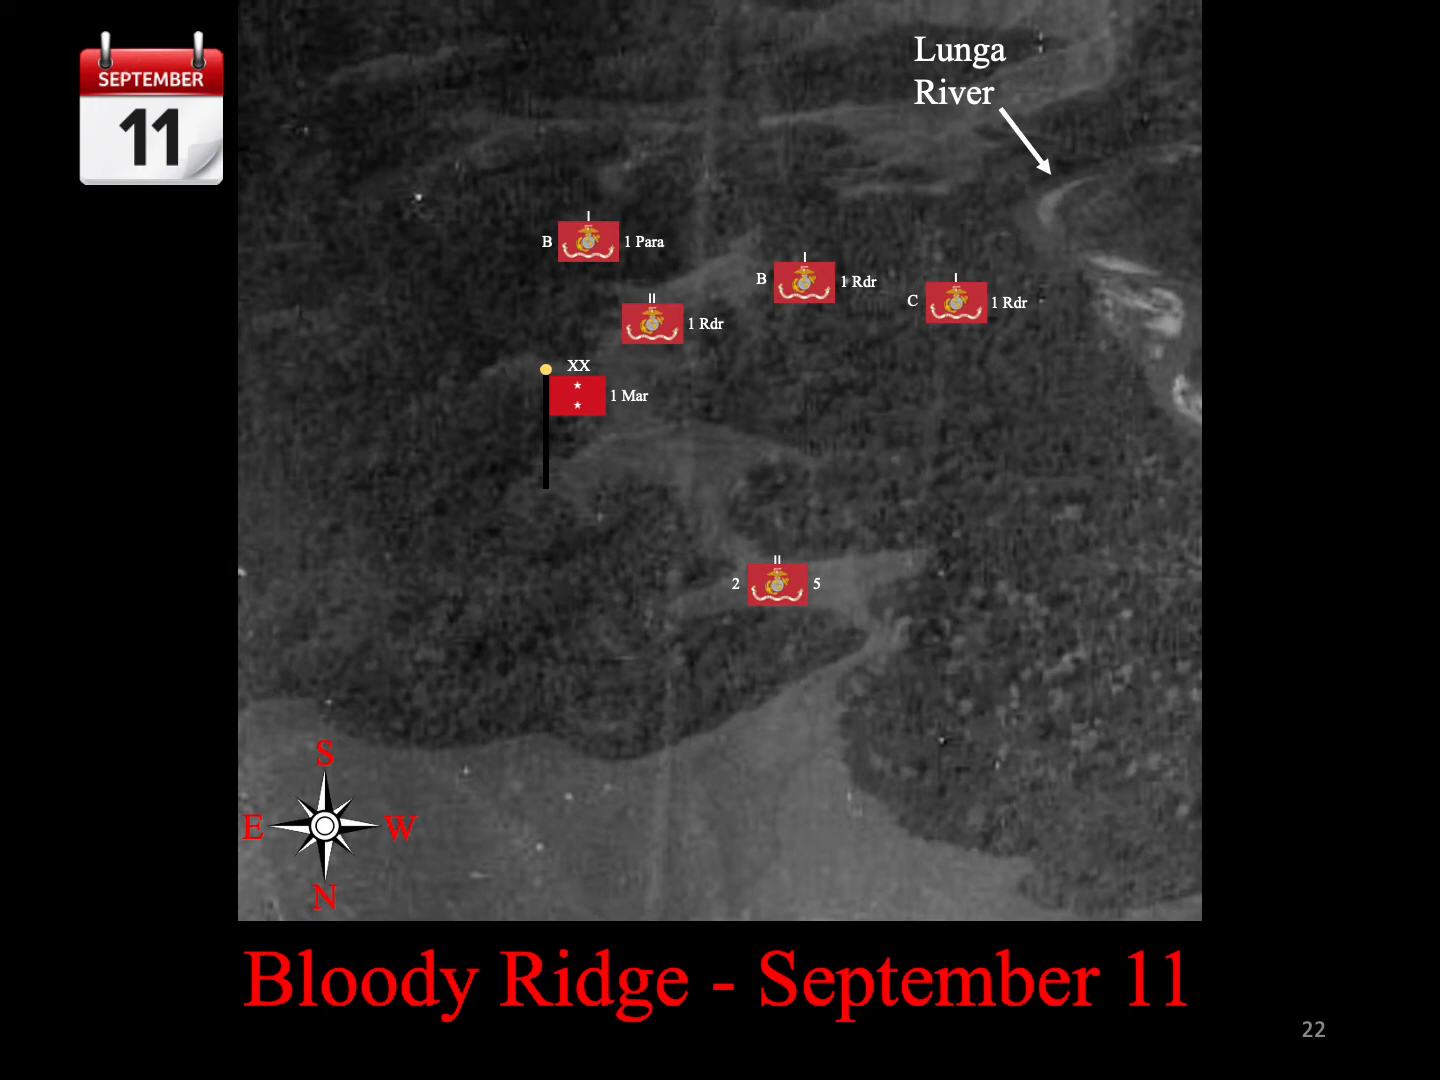 SEPTEMBER
11
Lunga
River
I
B 1 Para
I
B 1 Rdr
I
C 1 Rdr
II
1 Rdr
XX
1 Mar
II
2 5
S
E W
N
Bloody Ridge - September 11
22